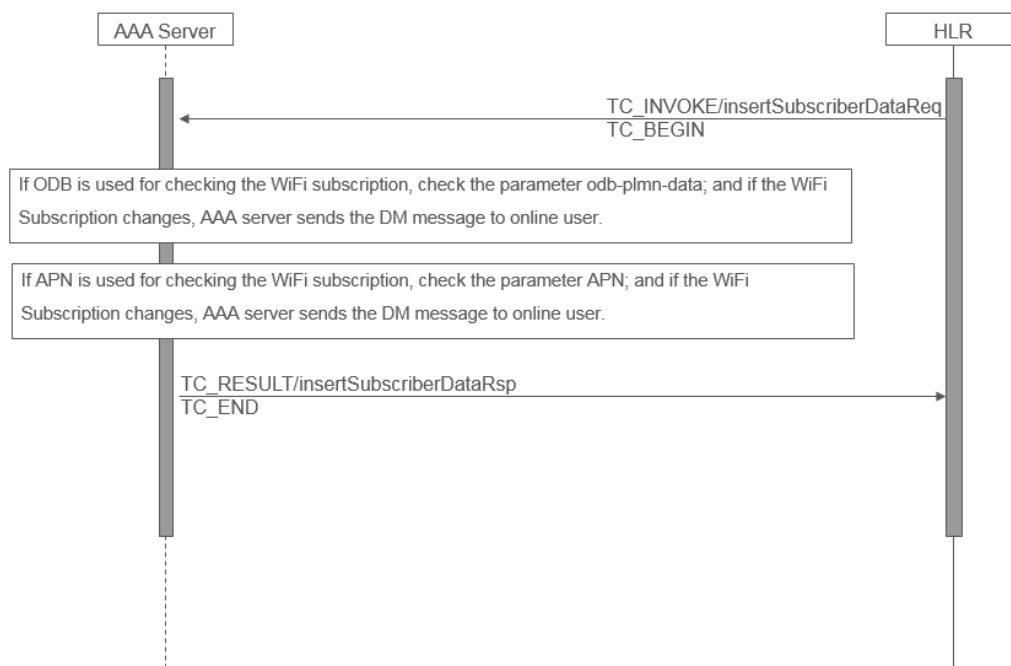 AAA Server
HLR
TC_INVOKE/insertSubscriberDataReq
TC_BEGIN
If ODB is used for checking the WiFi subscription, check the parameter odb-plmn-data; and if the WiFi
Subscription changes, AAA server sends the DM message to online user.
If APN is used for checking the WiFi subscription, check the parameter APN; and if the WiFi
Subscription changes, AAA server sends the DM message to online user.
TC_RESULT/insertSubscriberDataRsp
TC_END